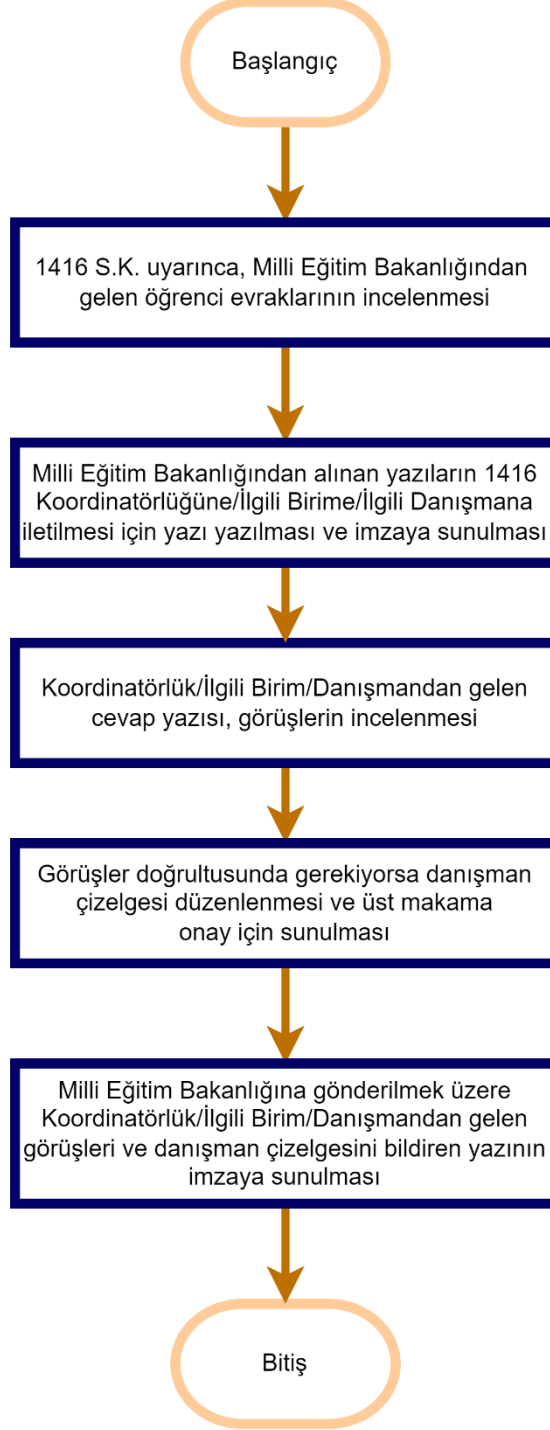 Başlangıç
1416 S.K. uyarınca, Milli Eğitim Bakanlığından
gelen öğrenci evraklarının incelenmesi
Milli Eğitim Bakanlığından alınan yazıların 1416
Koordinatörlüğüne/İlgili Birime/İlgili Danışmana
iletilmesi için yazı yazılması ve imzaya sunulması
Koordinatörlük/İlgili Birim/Danışmandan gelen
cevap yazısı, görüşlerin incelenmesi
Görüşler doğrultusunda gerekiyorsa danışman
çizelgesi düzenlenmesi ve üst makama
onay için sunulması
Milli Eğitim Bakanlığına gönderilmek üzere
Koordinatörlük/İlgili Birim/Danışmandan gelen
görüşleri ve danışman çizelgesini bildiren yazının
imzaya sunulması
Bitiş